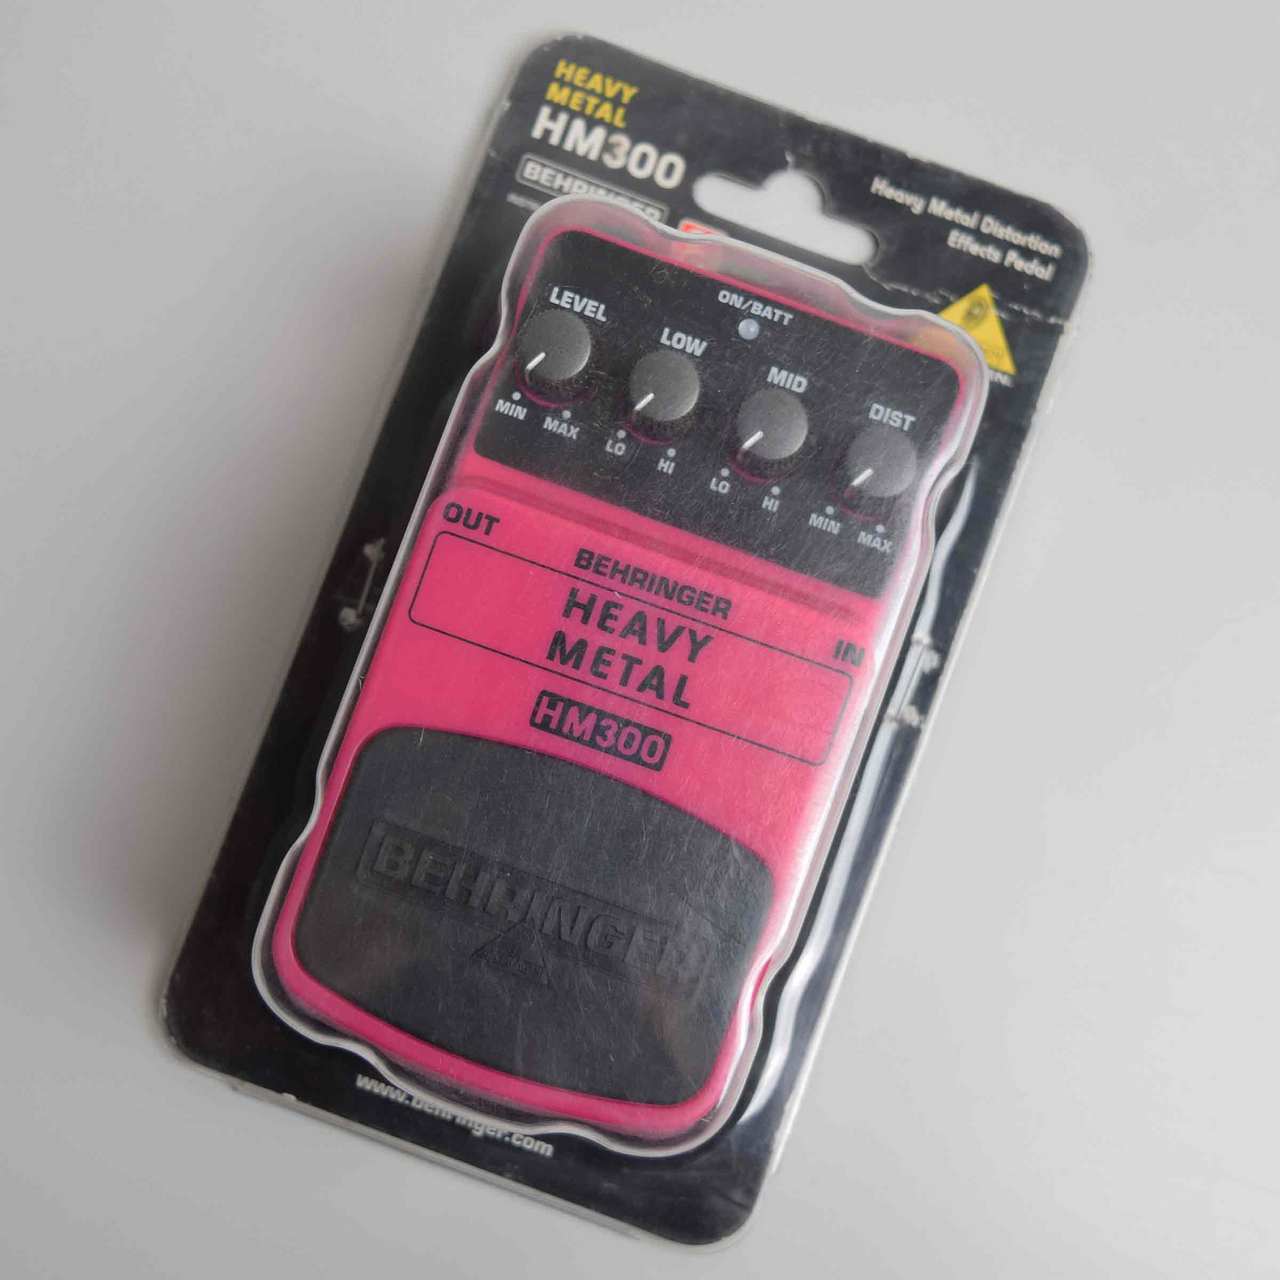 HEAVY
METAL
HM300
BEHRINGER
Heavy Metal Distortion
Effects Pedal
ON/BATT
LEVEL
LOW
MID
DIST
MIN
MAX
LO
HI
LO
HI
MIN
MAX
OUT
IN
BEHRINGER
HEAVY
METAL
HM300
BEHRINGER
www.behringer.com